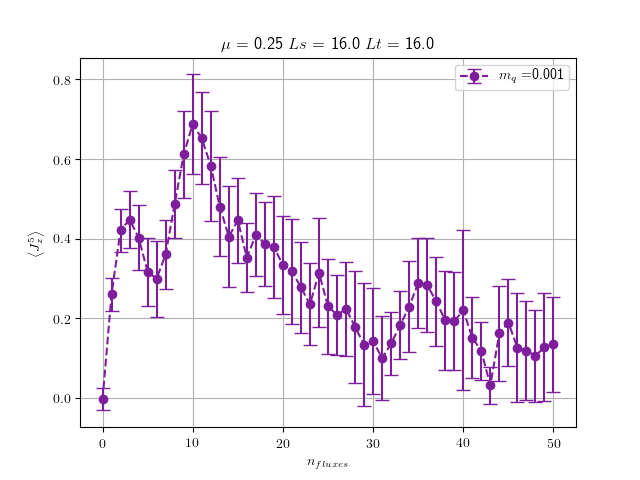 μ = 0.25 Ls = 16.0 Lt = 16.0
m_q =0.001
0.8
0.6
0.4
0.2
0.0
⟨J_z^5⟩
0 10 20 30 40 50
n_fluxes